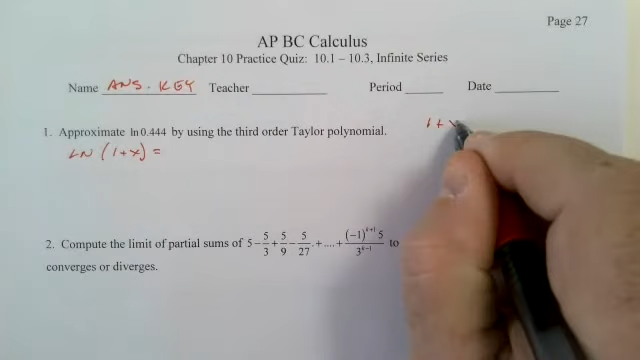 Page 27
AP BC Calculus
Chapter 10 Practice Quiz: 10.1 – 10.3, Infinite Series
Name ANS. KEY Teacher Period Date
1. Approximate ln 0.444 by using the third order Taylor polynomial.
1+x
LN (1+x) =
2. Compute the limit of partial sums of 5 - 5/3 + 5/9 - 5/27 . + .... + (-1)^{k+1} 5 / 3^{k-1} to
converges or diverges.